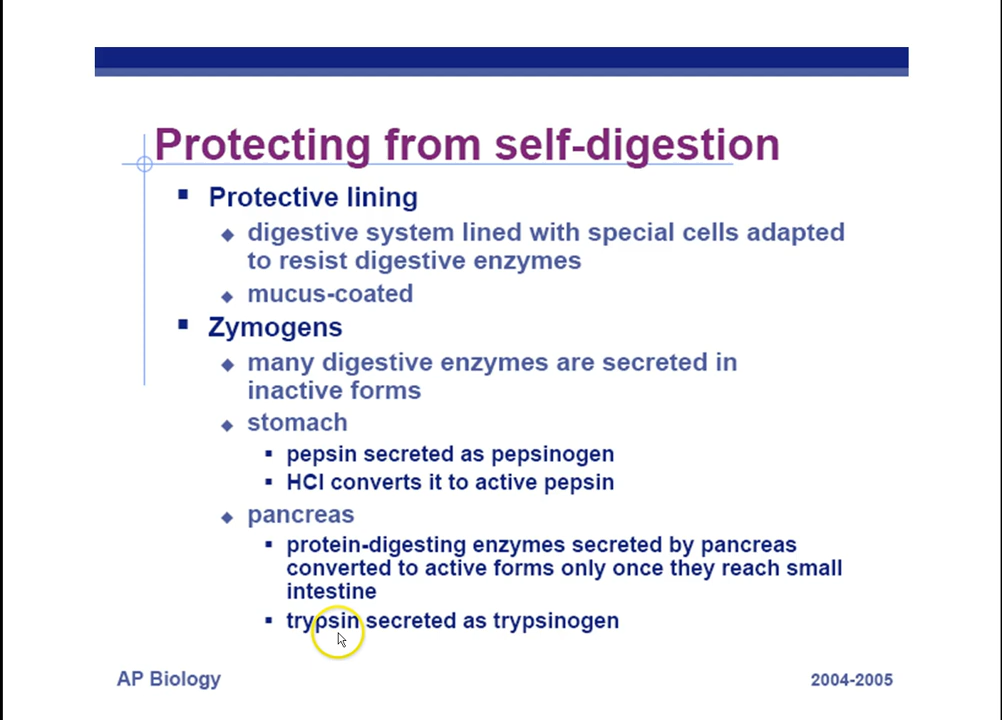 Protecting from self-digestion
Protective lining
digestive system lined with special cells adapted
to resist digestive enzymes
mucus-coated
Zymogens
many digestive enzymes are secreted in
inactive forms
stomach
pepsin secreted as pepsinogen
HCl converts it to active pepsin
pancreas
protein-digesting enzymes secreted by pancreas
converted to active forms only once they reach small
intestine
trypsin secreted as trypsinogen
AP Biology
2004-2005